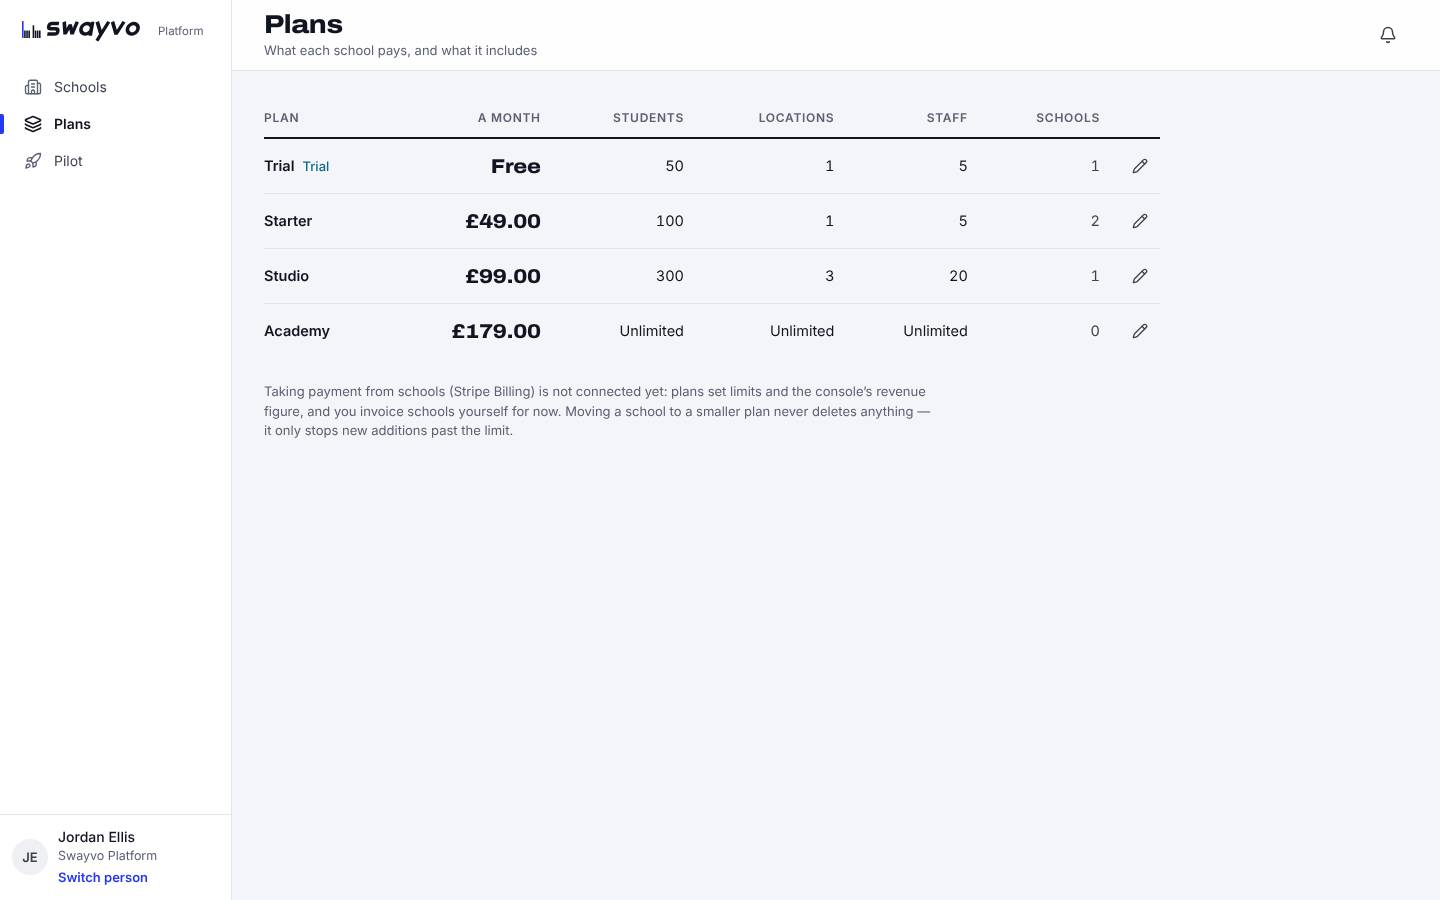 swayvo Platform
Schools
Plans
Pilot
Jordan Ellis
JE
Swayvo Platform
Switch person
Plans
What each school pays, and what it includes
PLAN A MONTH STUDENTS LOCATIONS STAFF SCHOOLS
Trial Trial Free 50 1 5 1
Starter £49.00 100 1 5 2
Studio £99.00 300 3 20 1
Academy £179.00 Unlimited Unlimited Unlimited 0
Taking payment from schools (Stripe Billing) is not connected yet: plans set limits and the console’s revenue
figure, and you invoice schools yourself for now. Moving a school to a smaller plan never deletes anything —
it only stops new additions past the limit.